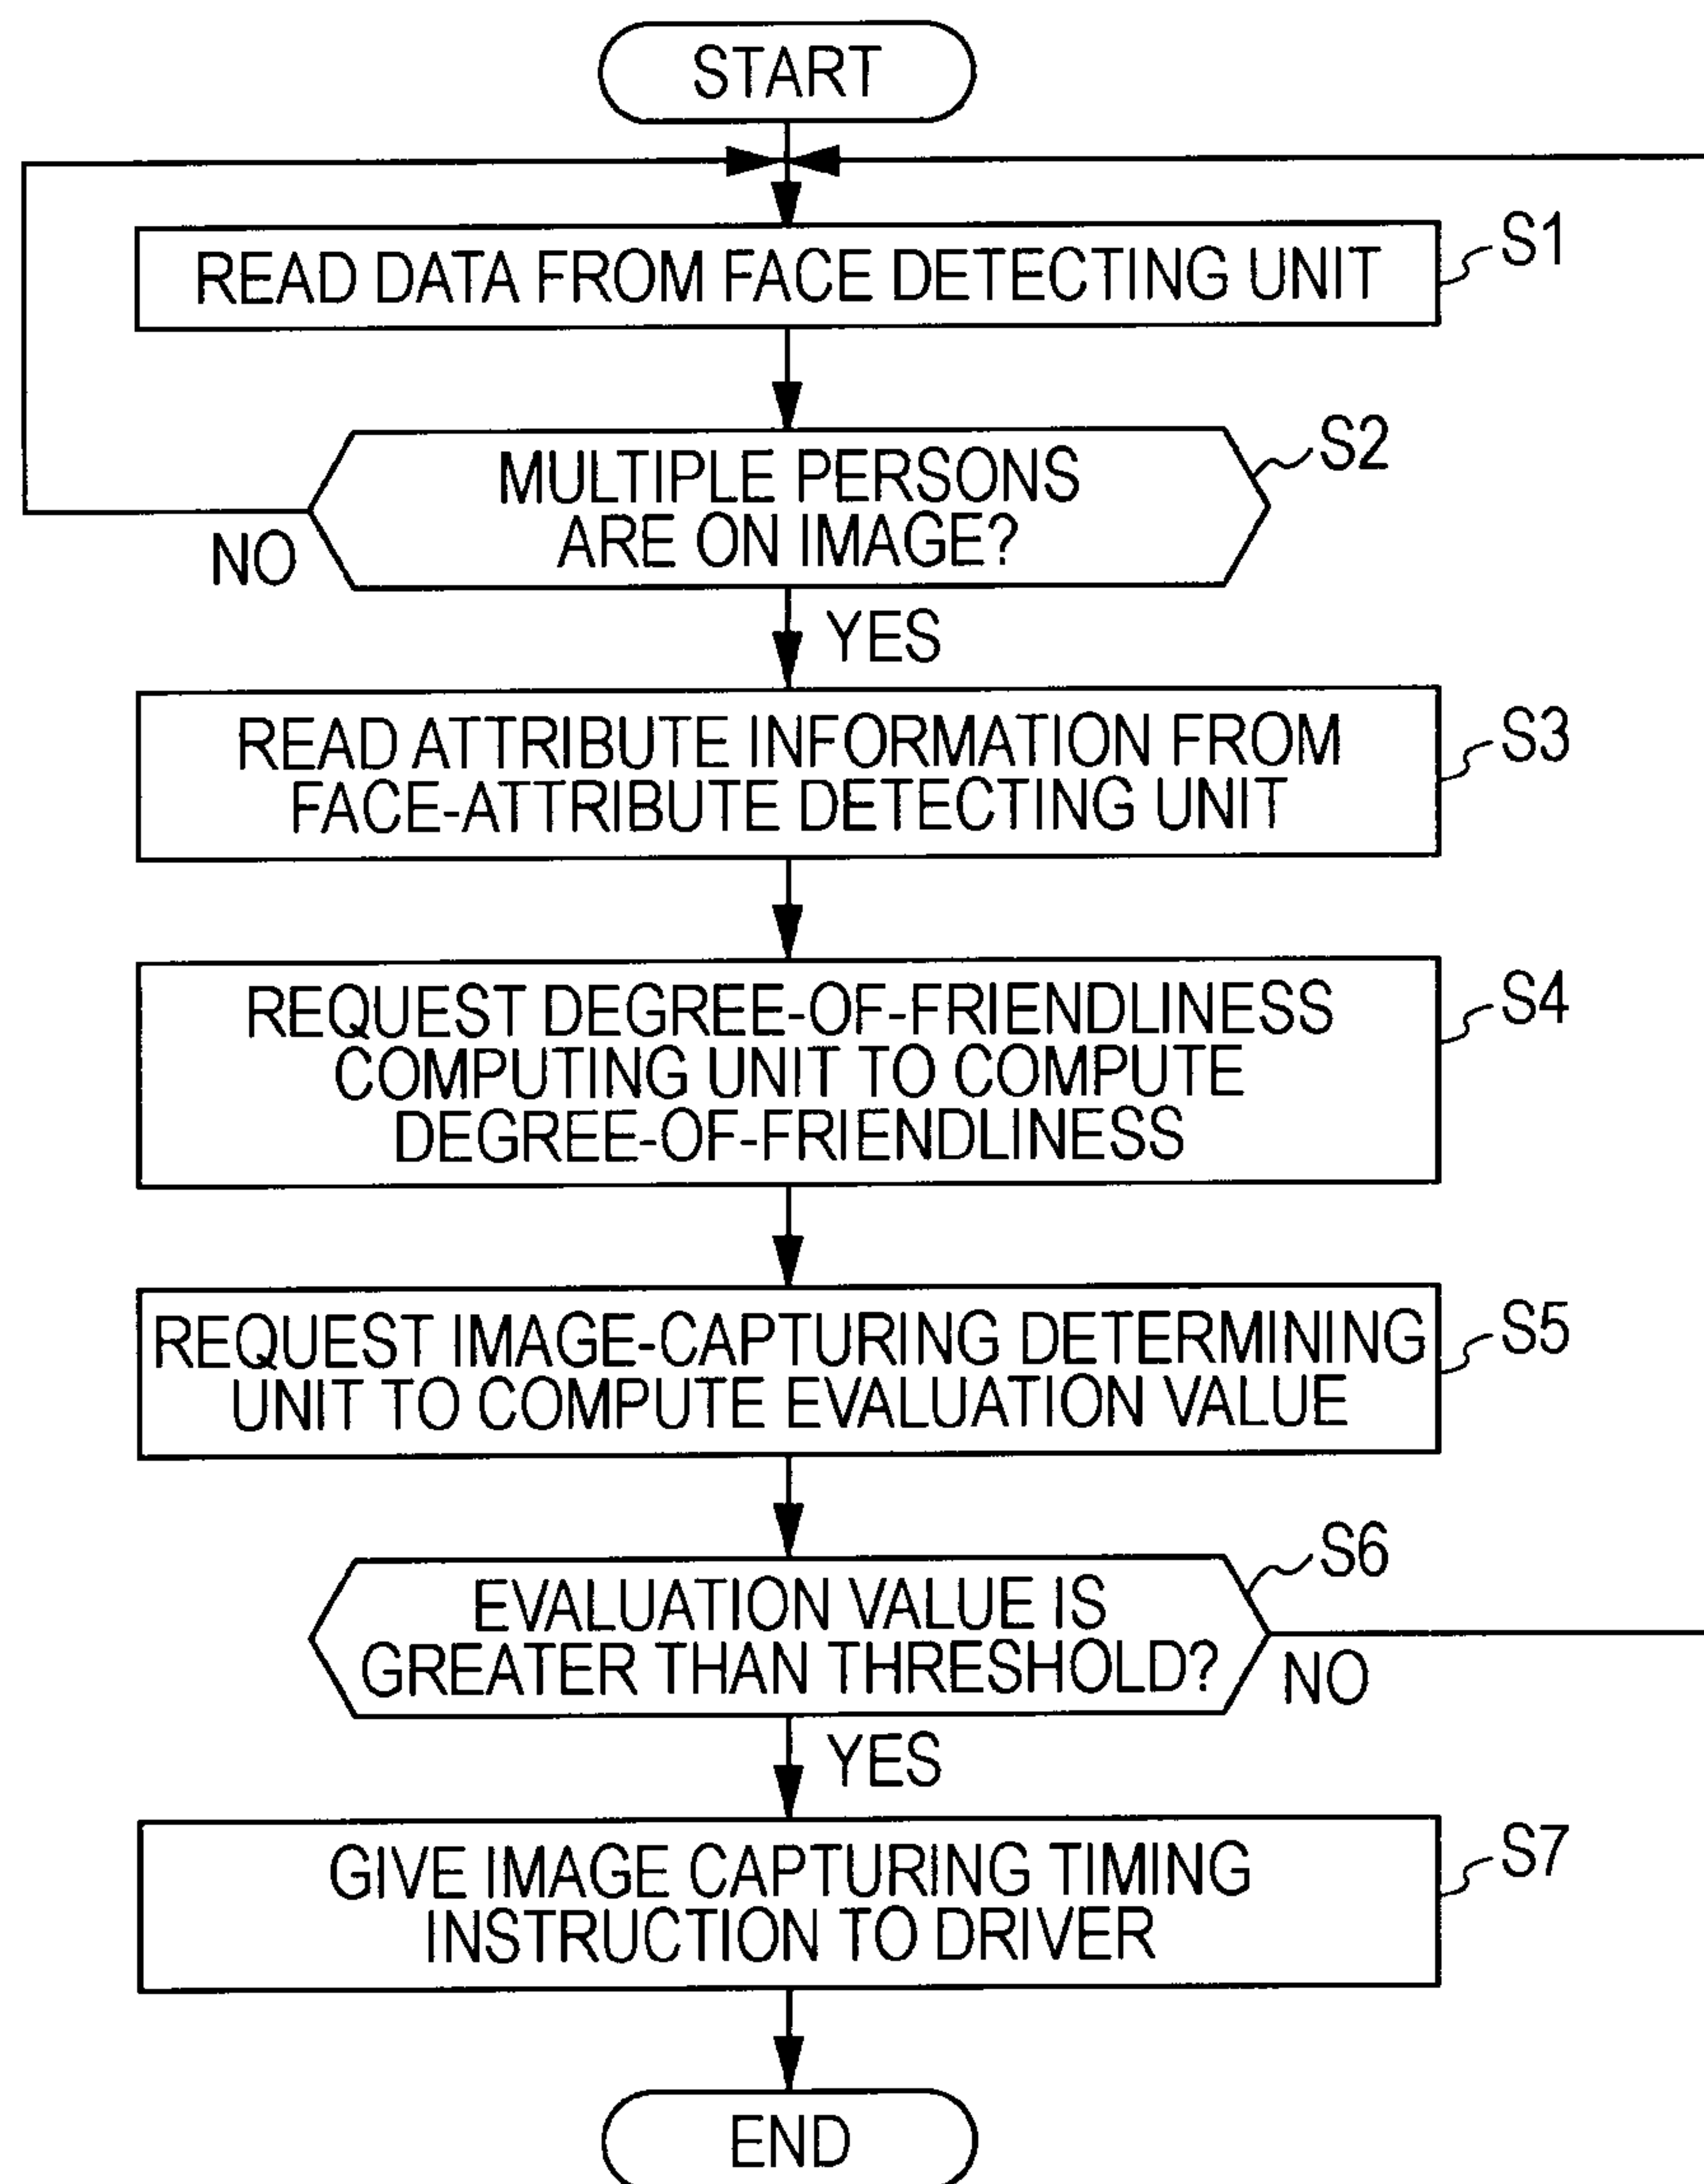 START
READ DATA FROM FACE DETECTING UNIT
S1
MULTIPLE PERSONS
ARE ON IMAGE?
S2
NO
YES
READ ATTRIBUTE INFORMATION FROM
FACE-ATTRIBUTE DETECTING UNIT
S3
REQUEST DEGREE-OF-FRIENDLINESS
COMPUTING UNIT TO COMPUTE
DEGREE-OF-FRIENDLINESS
S4
REQUEST IMAGE-CAPTURING DETERMINING
UNIT TO COMPUTE EVALUATION VALUE
S5
EVALUATION VALUE IS
GREATER THAN THRESHOLD?
S6
NO
YES
GIVE IMAGE CAPTURING TIMING
INSTRUCTION TO DRIVER
S7
END